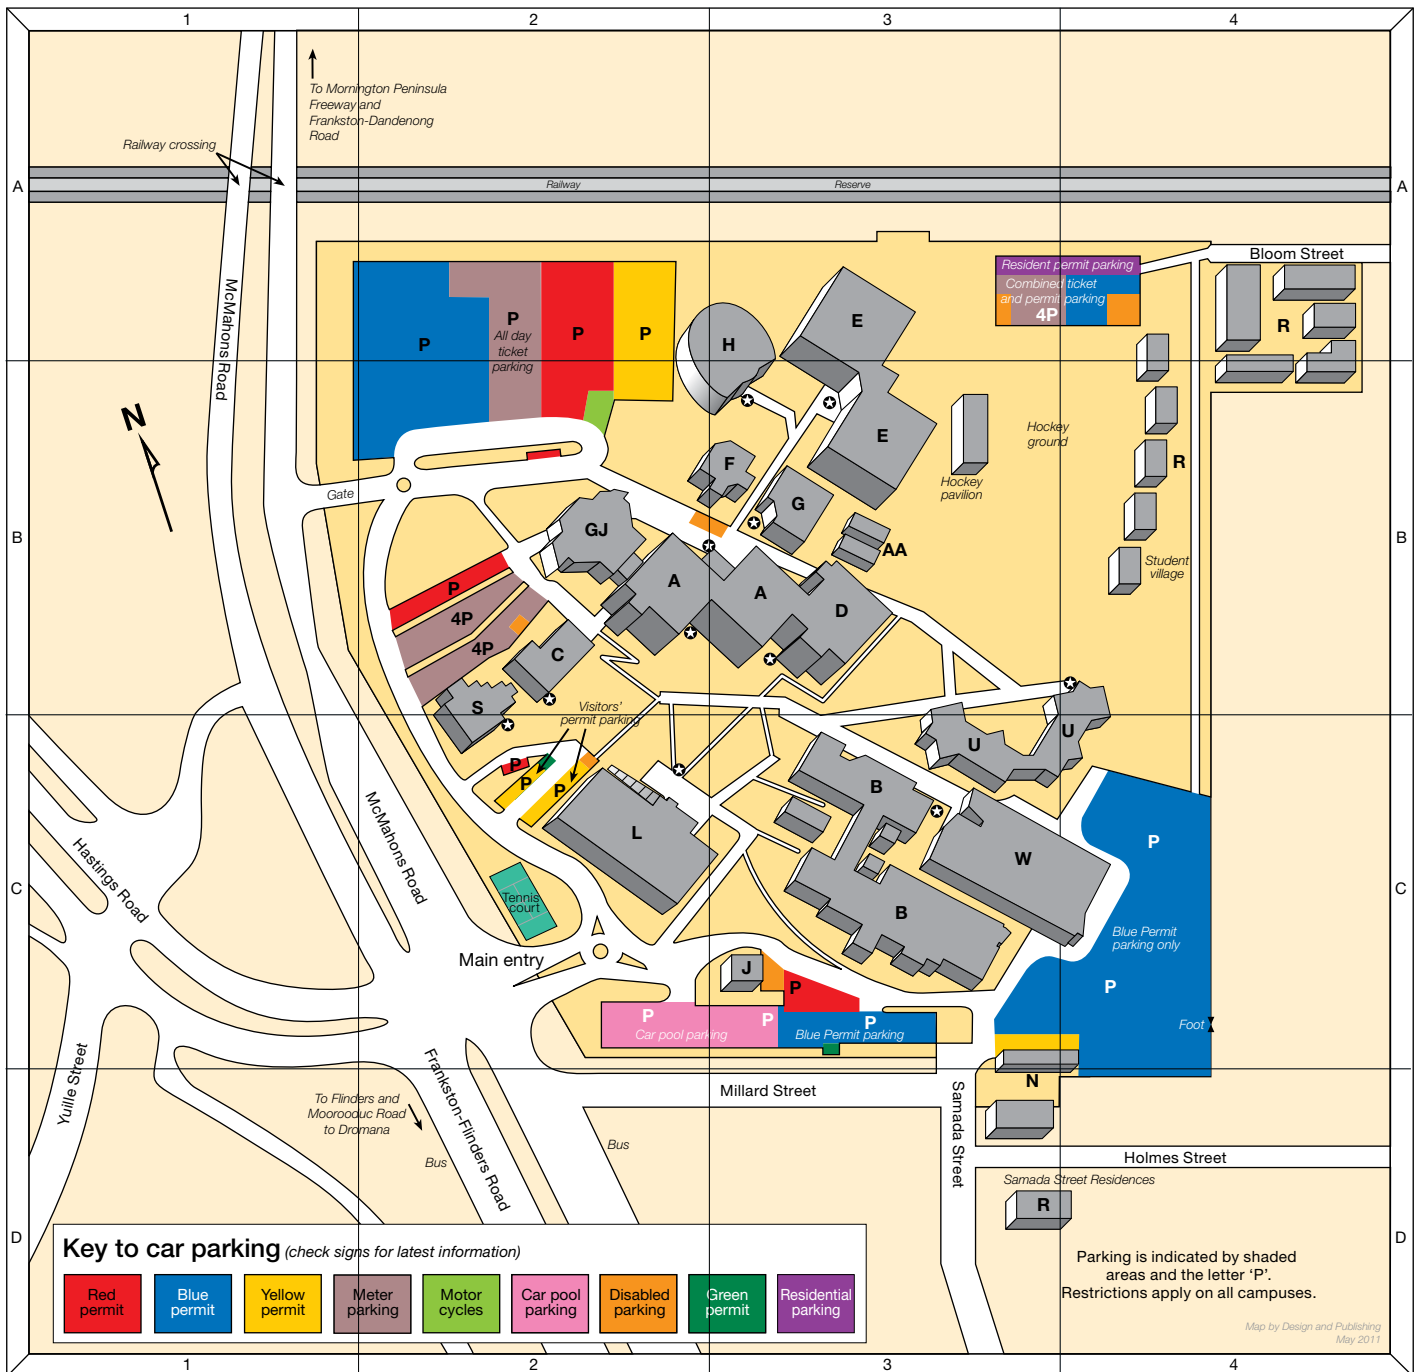 1
2
3
4
To Mornington Peninsula
Freeway and
Frankston-Dandenong
Road
Railway crossing
A
Railway
Reserve
A
Bloom Street
Resident permit parking
Combined ticket
and permit parking
4P
McMahons Road
P
P
All day
ticket
parking
P
P
H
E
R
N
E
Hockey
ground
F
R
Hockey
pavilion
Gate
G
GJ
B
B
AA
Student
village
P
A
A
D
4P
4P
C
S
Visitors'
permit parking
U
U
P
P
P
B
L
McMahons Road
P
W
Hastings Road
C
C
Tennis
court
B
Blue Permit
parking only
Main entry
J
P
P
P
P
P
Car pool parking
Blue Permit parking
Foot
Yuille Street
Frankston-Flinders Road
N
Millard Street
Samada Street
To Flinders and
Moorooduc Road
to Dromana
Bus
Bus
Holmes Street
Samada Street Residences
R
D
D
Key to car parking (check signs for latest information)
Red
permit
Blue
permit
Yellow
permit
Meter
parking
Motor
cycles
Car pool
parking
Disabled
parking
Green
permit
Residential
parking
Parking is indicated by shaded
areas and the letter ‘P’.
Restrictions apply on all campuses.
Map by Design and Publishing
May 2011
1
2
3
4